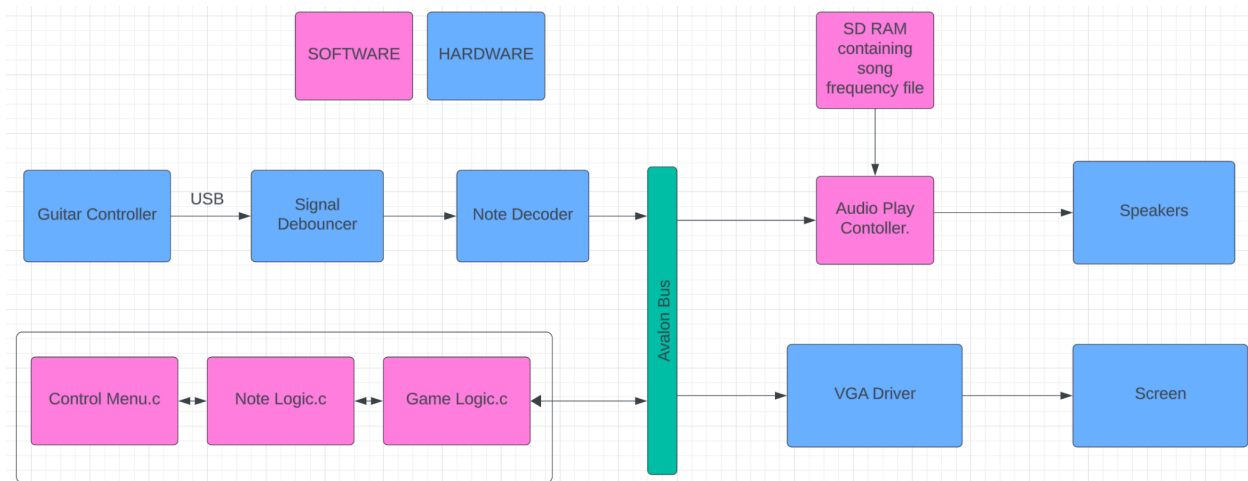 SOFTWARE
HARDWARE
SD RAM
containing
song
frequency file
Guitar Controller
USB
Signal
Debouncer
Note Decoder
Avalon Bus
Audio Play
Contoller.
Speakers
Control Menu.c
Note Logic.c
Game Logic.c
VGA Driver
Screen